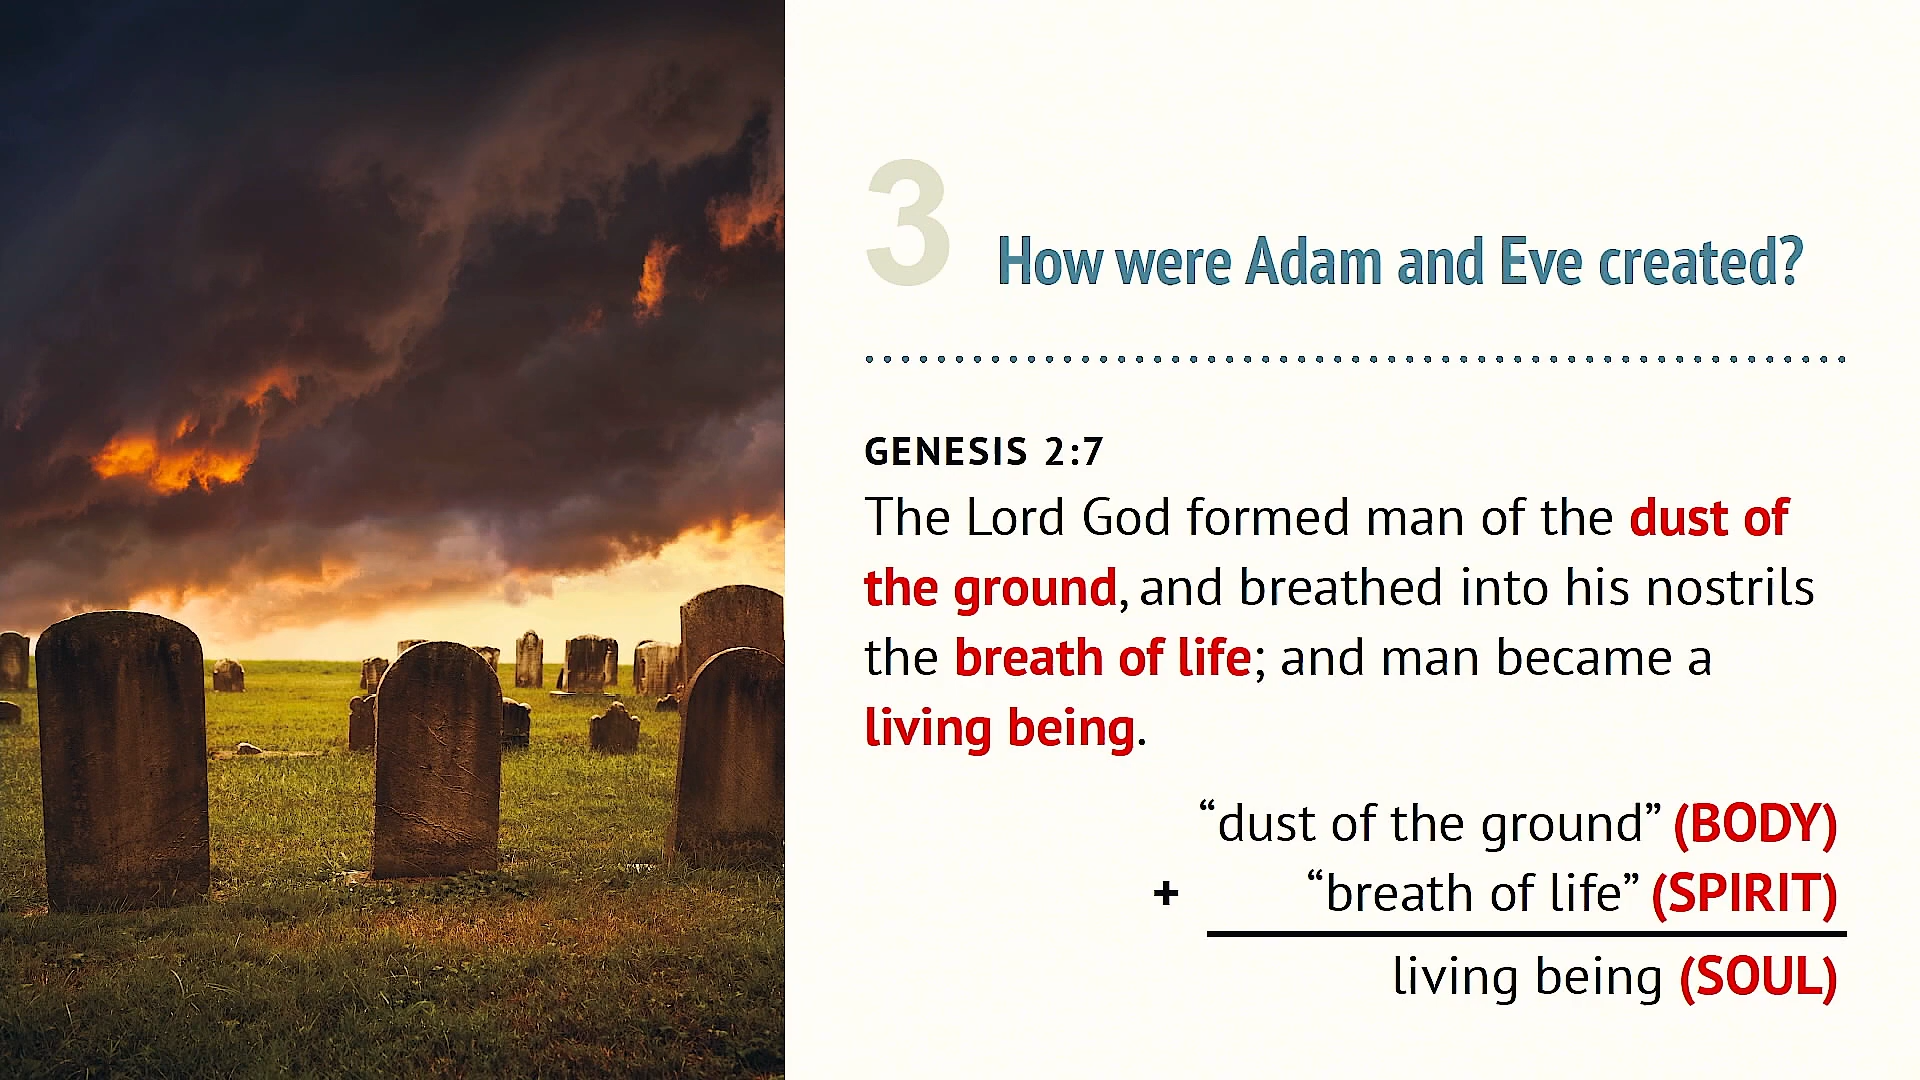 3 How were Adam and Eve created?
GENESIS 2:7
The Lord God formed man of the dust of
the ground, and breathed into his nostrils
the breath of life; and man became a
living being.
“dust of the ground” (BODY)
+ “breath of life” (SPIRIT)
living being (SOUL)